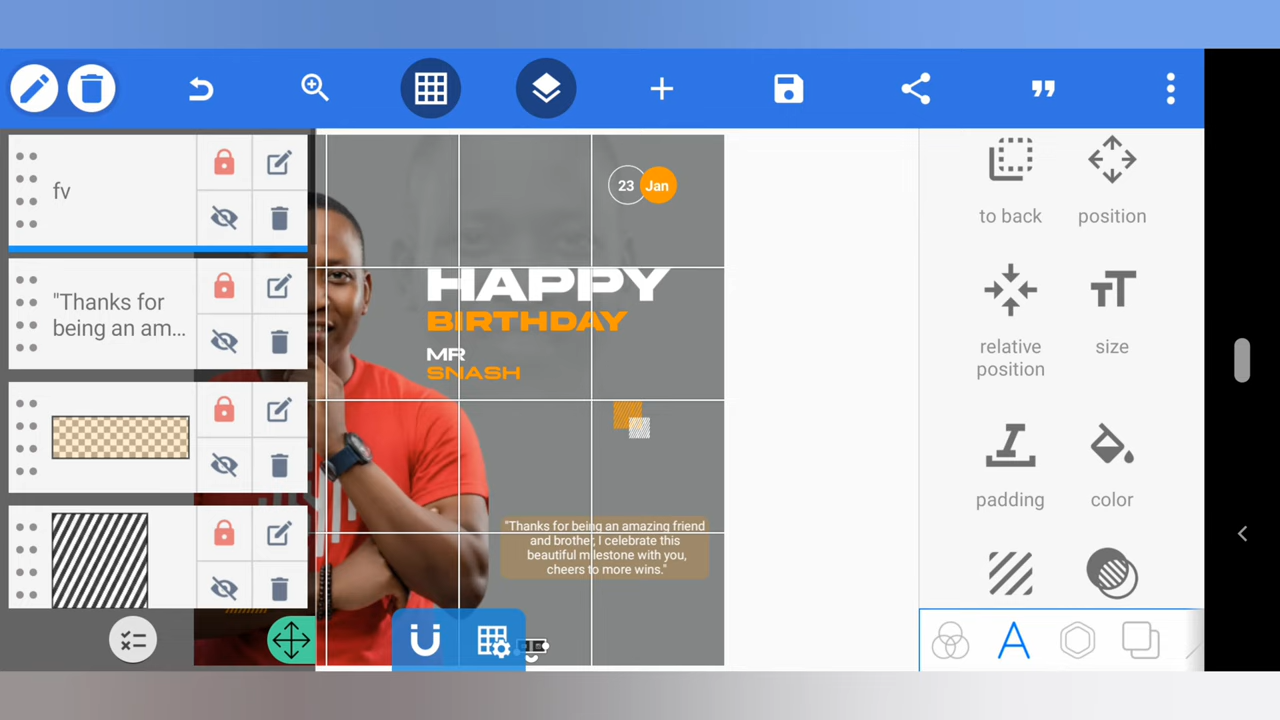 fv
"Thanks for
being an am...
23 Jan
HAPPY
BIRTHDAY
MR
SNASH
"Thanks for being an amazing friend
and brother, I celebrate this
beautiful milestone with you,
cheers to more wins."
to back
position
relative
position
size
padding
color